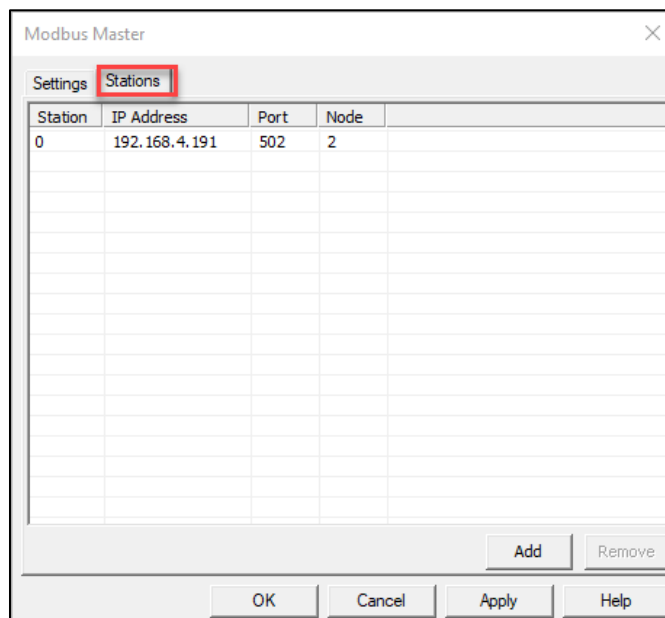 Modbus Master
Settings Stations
Station IP Address Port Node
0 192.168.4.191 502 2
Add Remove
OK Cancel Apply Help